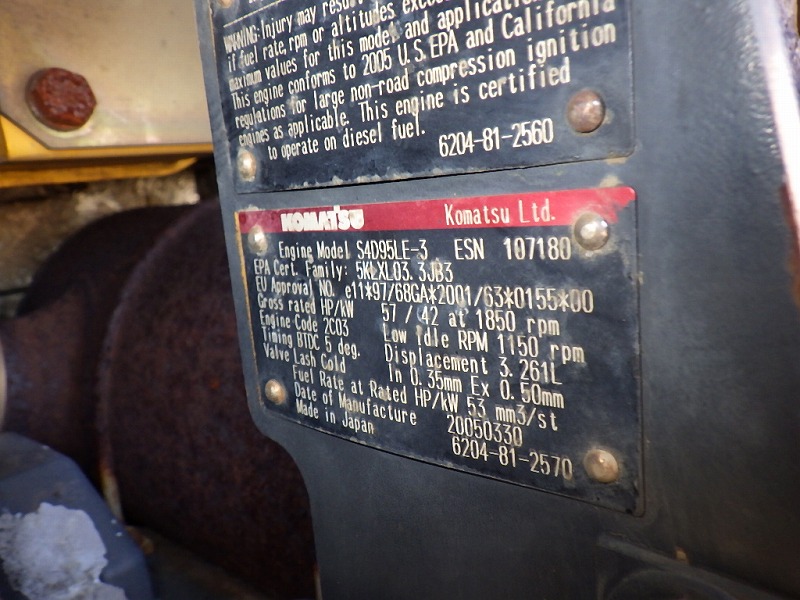 WARNING: Injury may result
if fuel rate, rpm or altitudes
maximum values for this model and application.
This engine conforms to 2005 U.S. EPA and California
regulations for large non-road compression ignition
engines as applicable. This engine is certified
to operate on diesel fuel.
6204-81-2560
KOMATSU Komatsu Ltd.
Engine Model S4D95LE-3 ESN 107180
EPA Cert. Family: 5KLXL03.3JB3
EU Approval NO. e11*97/68GA*2001/63*0155*00
Gross rated HP/kW 57 / 42 at 1850 rpm
Engine Code 2C03 Low Idle RPM 1150 rpm
Timing BTDC 5 deg. Displacement 3.261L
Valve Lash Cold In 0.35mm Ex 0.50mm
Fuel Rate at Rated HP/kW 53 mm3/st
Date of Manufacture 20050330
Made in Japan 6204-81-2570